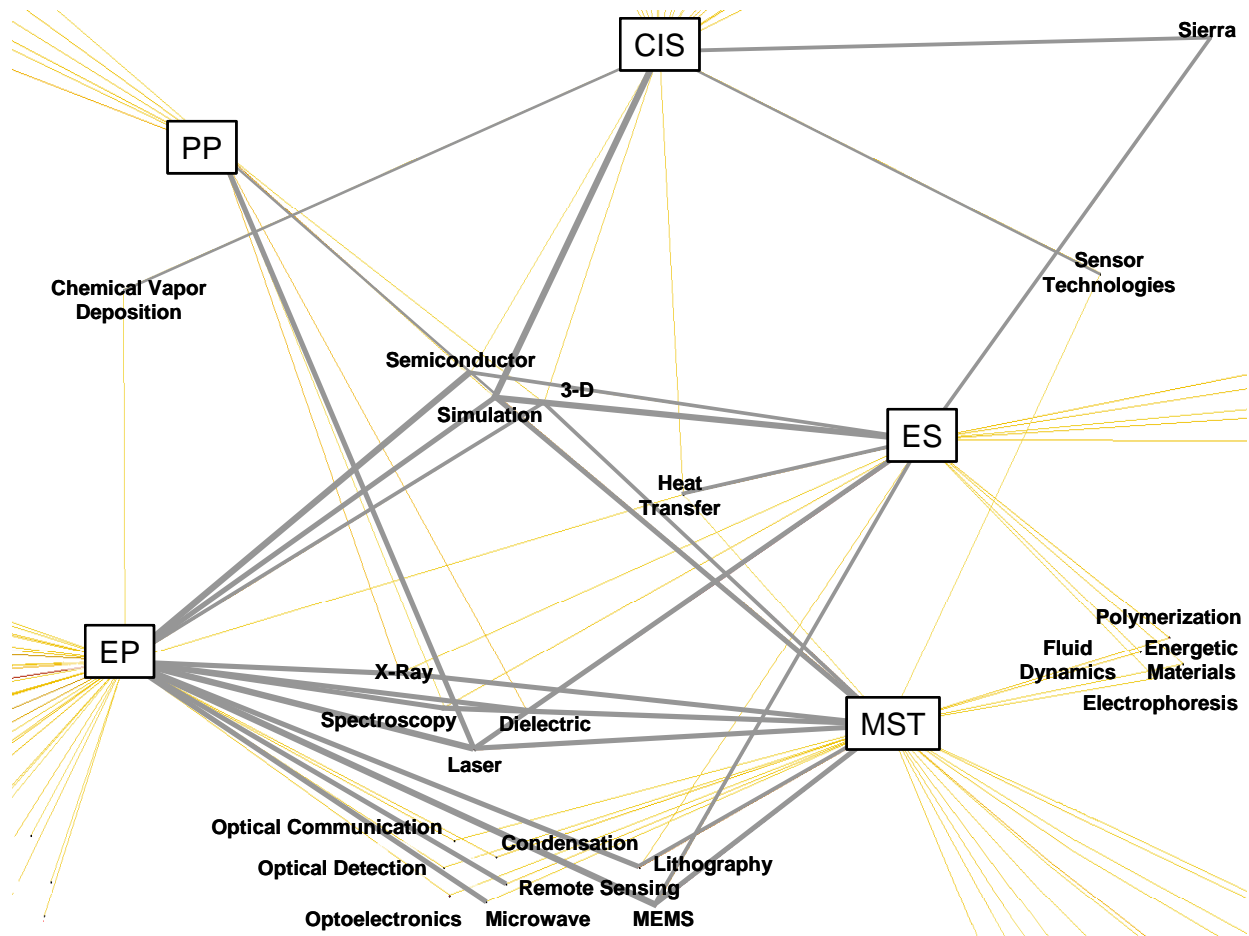 CIS
Sierra
PP
Sensor
Technologies
Chemical Vapor
Deposition
Semiconductor
3-D
Simulation
ES
Heat
Transfer
Polymerization
EP
Fluid
Dynamics
Energetic
Materials
X-Ray
Electrophoresis
Spectroscopy
Dielectric
MST
Laser
Optical Communication
Condensation
Optical Detection
Lithography
Remote Sensing
Optoelectronics
Microwave
MEMS